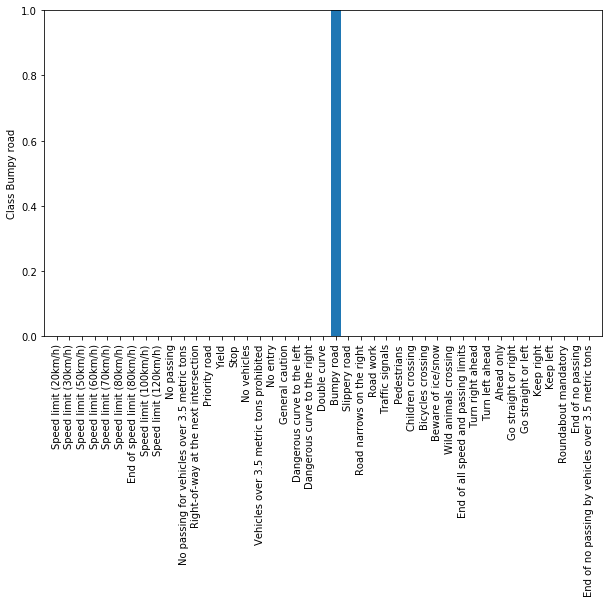 1.0
0.8
0.6
0.4
0.2
0.0
Class Bumpy road
Speed limit (20km/h)
Speed limit (30km/h)
Speed limit (50km/h)
Speed limit (60km/h)
Speed limit (70km/h)
Speed limit (80km/h)
End of speed limit (80km/h)
Speed limit (100km/h)
Speed limit (120km/h)
No passing
No passing for vehicles over 3.5 metric tons
Right-of-way at the next intersection
Priority road
Yield
Stop
No vehicles
Vehicles over 3.5 metric tons prohibited
No entry
General caution
Dangerous curve to the left
Dangerous curve to the right
Double curve
Bumpy road
Slippery road
Road narrows on the right
Road work
Traffic signals
Pedestrians
Children crossing
Bicycles crossing
Beware of ice/snow
Wild animals crossing
End of all speed and passing limits
Turn right ahead
Turn left ahead
Ahead only
Go straight or right
Go straight or left
Keep right
Keep left
Roundabout mandatory
End of no passing
End of no passing by vehicles over 3.5 metric tons